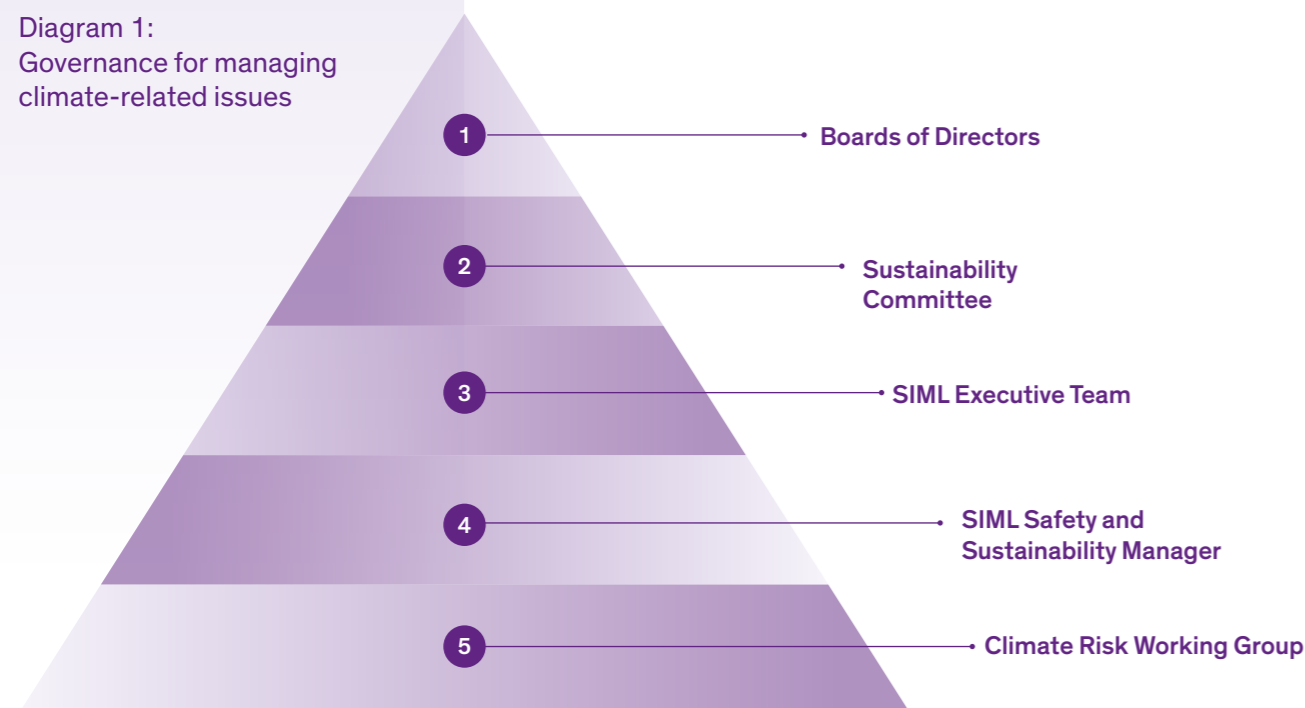 Diagram 1:
Governance for managing
climate-related issues
1
Boards of Directors
2
Sustainability
Committee
3
SIML Executive Team
4
SIML Safety and
Sustainability Manager
5
Climate Risk Working Group